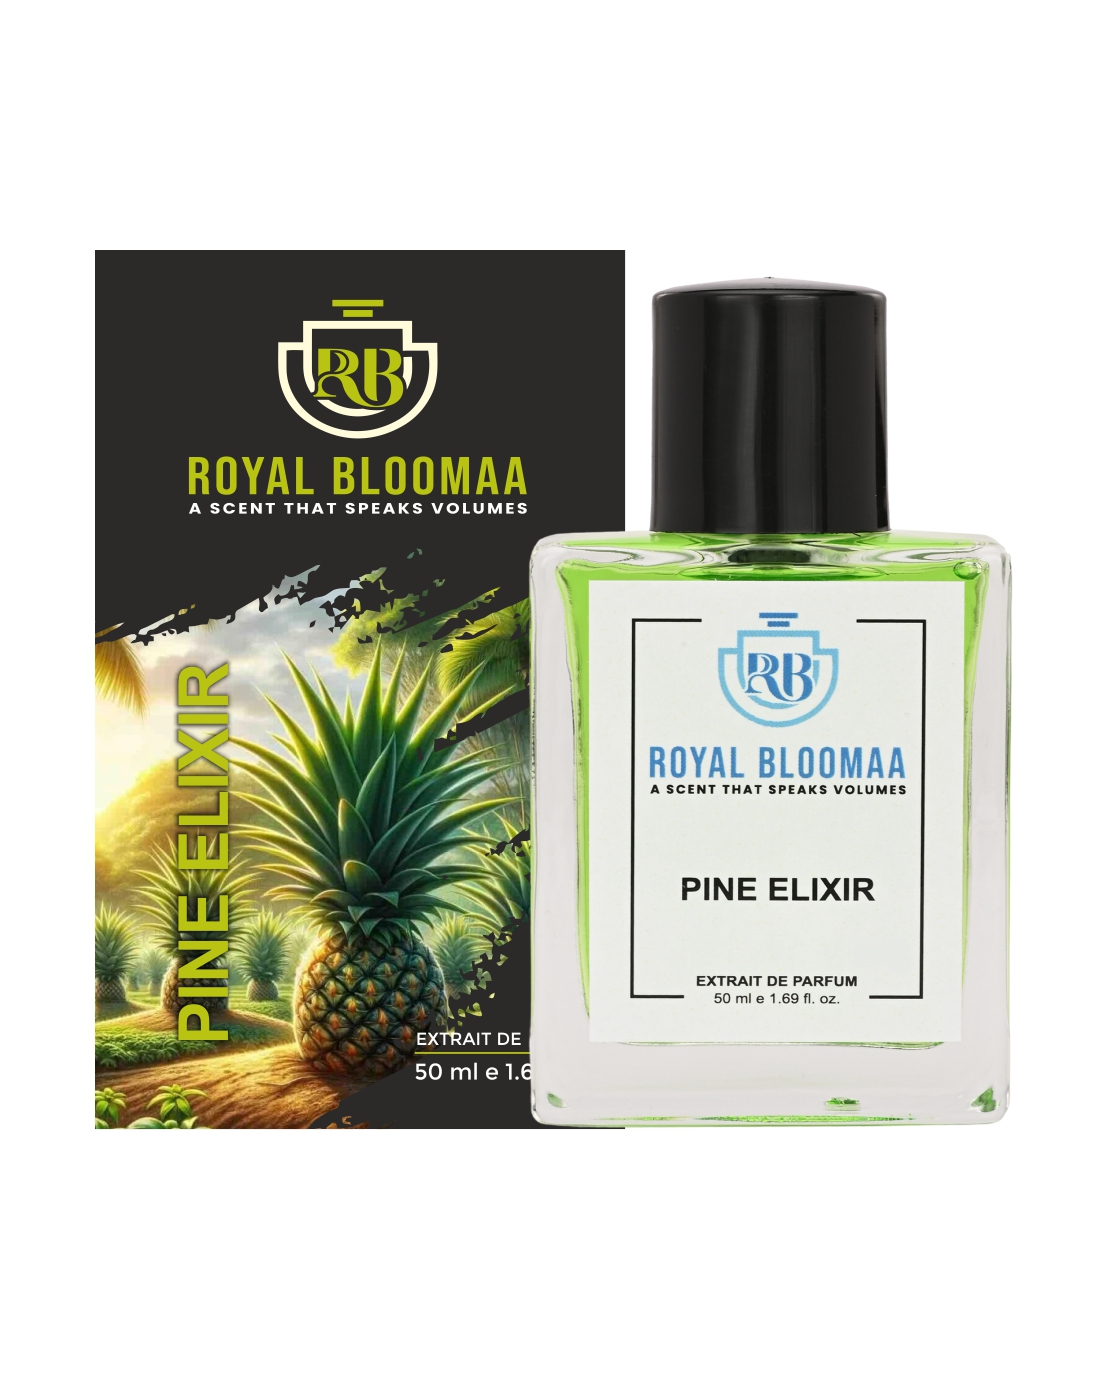 RB
ROYAL BLOOMAA
A SCENT THAT SPEAKS VOLUMES
PINE ELIXIR
EXTRAIT DE
50 ml e 1.6
RB
ROYAL BLOOMAA
A SCENT THAT SPEAKS VOLUMES
PINE ELIXIR
EXTRAIT DE PARFUM
50 ml e 1.69 fl. oz.